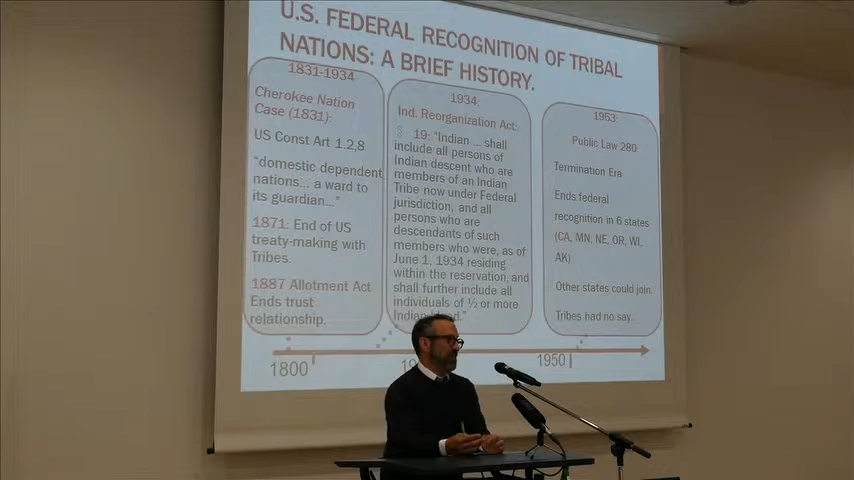 U.S. FEDERAL RECOGNITION OF TRIBAL
NATIONS: A BRIEF HISTORY.
1831-1934
Cherokee Nation
Case (1831):
US Const Art 1.2,8
“domestic dependent
nations... a ward to
its guardian...”
1871: End of US
treaty-making with
Tribes.
1887 Allotment Act
Ends trust
relationship.
1934:
Ind. Reorganization Act:
19: “Indian ... shall
include all persons of
Indian descent who are
members of an Indian
Tribe now under Federal
jurisdiction, and all
persons who are
descendants of such
members who were, as of
June 1, 1934 residing
within the reservation, and
shall further include all
individuals of ½ or more
Indian
1953:
Public Law 280
Termination Era
Ends federal
recognition in 6 states
(CA, MN, NE, OR, WI,
AK)
Other states could join.
Tribes had no say.
1800
1950